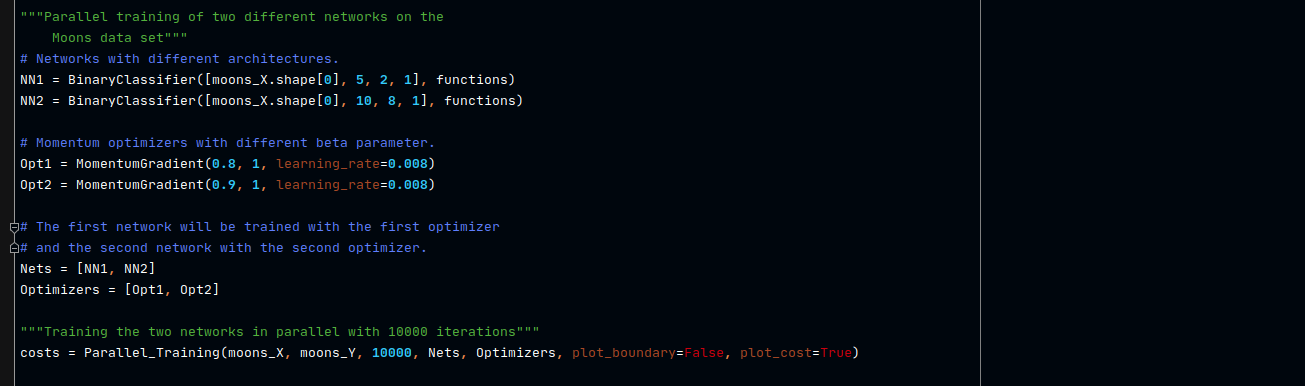 """Parallel training of two different networks on the
    Moons data set"""
# Networks with different architectures.
NN1 = BinaryClassifier([moons_X.shape[0], 5, 2, 1], functions)
NN2 = BinaryClassifier([moons_X.shape[0], 10, 8, 1], functions)

# Momentum optimizers with different beta parameter.
Opt1 = MomentumGradient(0.8, 1, learning_rate=0.008)
Opt2 = MomentumGradient(0.9, 1, learning_rate=0.008)

# The first network will be trained with the first optimizer
# and the second network with the second optimizer.
Nets = [NN1, NN2]
Optimizers = [Opt1, Opt2]

"""Training the two networks in parallel with 10000 iterations"""
costs = Parallel_Training(moons_X, moons_Y, 10000, Nets, Optimizers, plot_boundary=False, plot_cost=True)